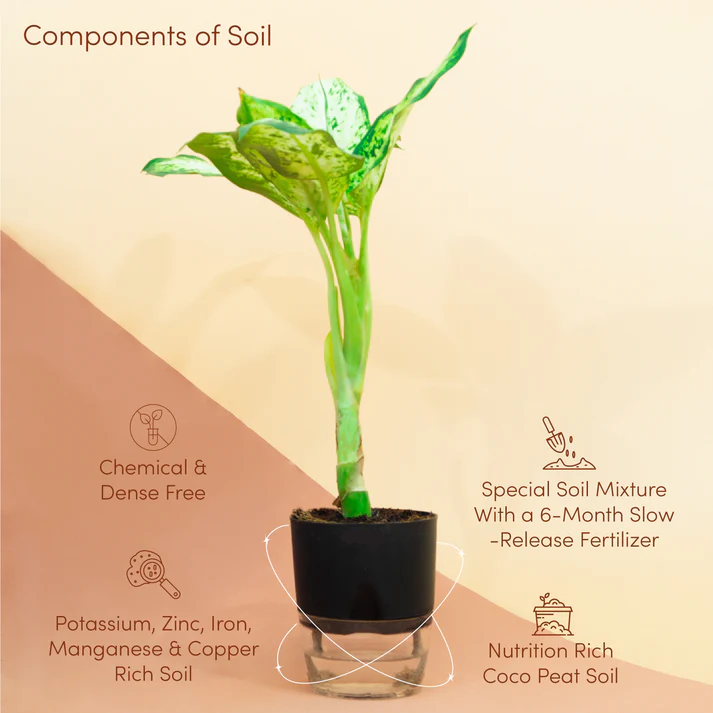 Components of Soil
Chemical &
Dense Free
Special Soil Mixture
With a 6-Month Slow
-Release Fertilizer
Potassium, Zinc, Iron,
Manganese & Copper
Rich Soil
Nutrition Rich
Coco Peat Soil